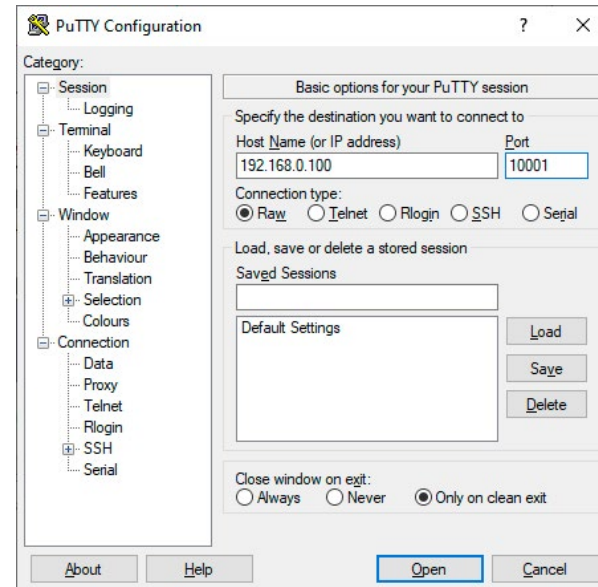 PuTTY Configuration
?
Category:
Session
Logging
Terminal
Keyboard
Bell
Features
Window
Appearance
Behaviour
Translation
Selection
Colours
Connection
Data
Proxy
Telnet
Rlogin
SSH
Serial
Basic options for your PuTTY session
Specify the destination you want to connect to
Host Name (or IP address) Port
192.168.0.100 10001
Connection type:
Raw Telnet Rlogin SSH Serial
Load, save or delete a stored session
Saved Sessions
Default Settings
Load
Save
Delete
Close window on exit:
Always Never Only on clean exit
About Help Open Cancel